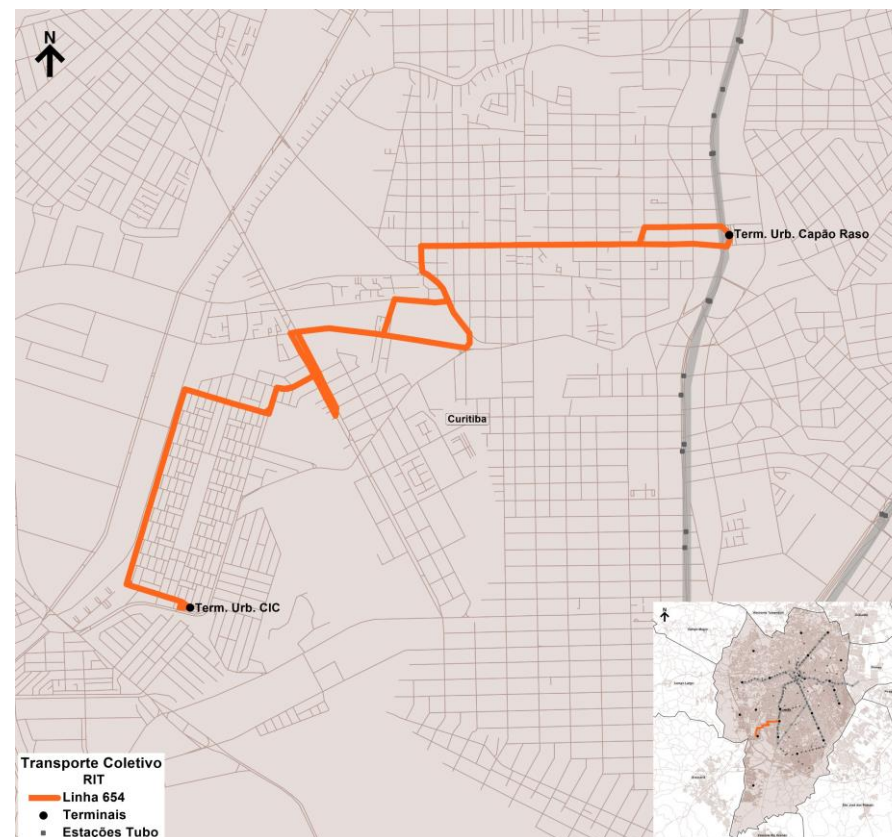 N
Term. Urb. Capão Raso
Curitiba
Term. Urb. CIC
N
Transporte Coletivo
RIT
Linha 654
Terminais
Estações Tubo